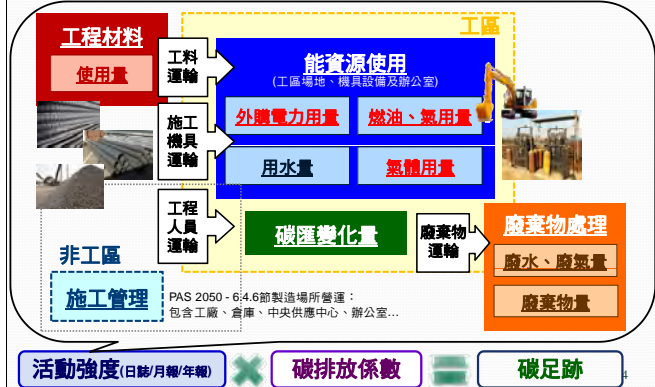 工區
工程材料
使用量
工料
運輸
能資源使用
(工區場地、機具設備及辦公室)
外購電力用量
燃油、氣用量
施工
機具
運輸
用水量
氣體用量
工程
人員
運輸
碳匯變化量
廢棄物
運輸
廢棄物處理
廢水、廢氣量
廢棄物量
非工區
施工管理
PAS 2050 - 6.4.6節製造場所營運：
包含工廠、倉庫、中央供應中心、辦公室…
活動強度(日誌/月報/年報)
碳排放係數
碳足跡
4